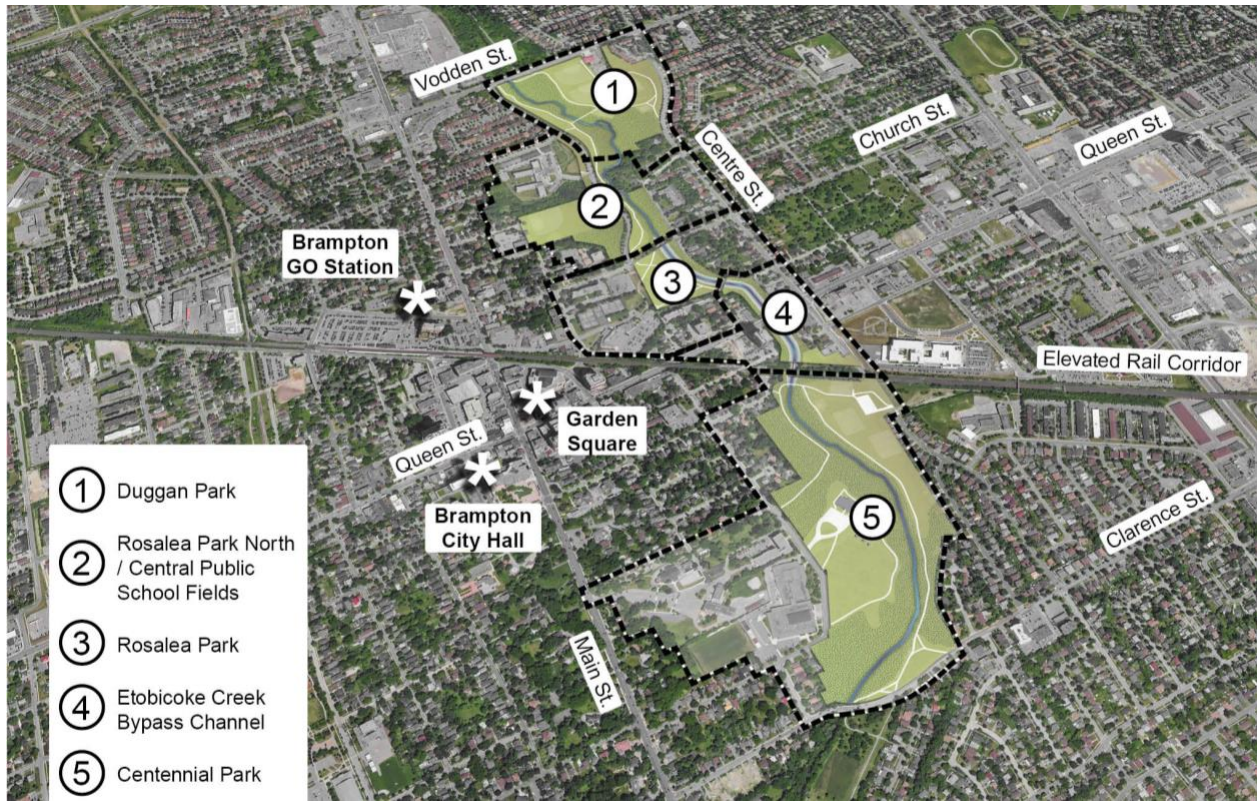 Vodden St.
1
Centre St.
Church St.
Queen St.
2
Brampton
GO Station
3
4
Elevated Rail Corridor
Garden
Square
Queen St.
Brampton
City Hall
5
Clarence St.
Main St.
1 Duggan Park
2 Rosalea Park North
/ Central Public
School Fields
3 Rosalea Park
4 Etobicoke Creek
Bypass Channel
5 Centennial Park